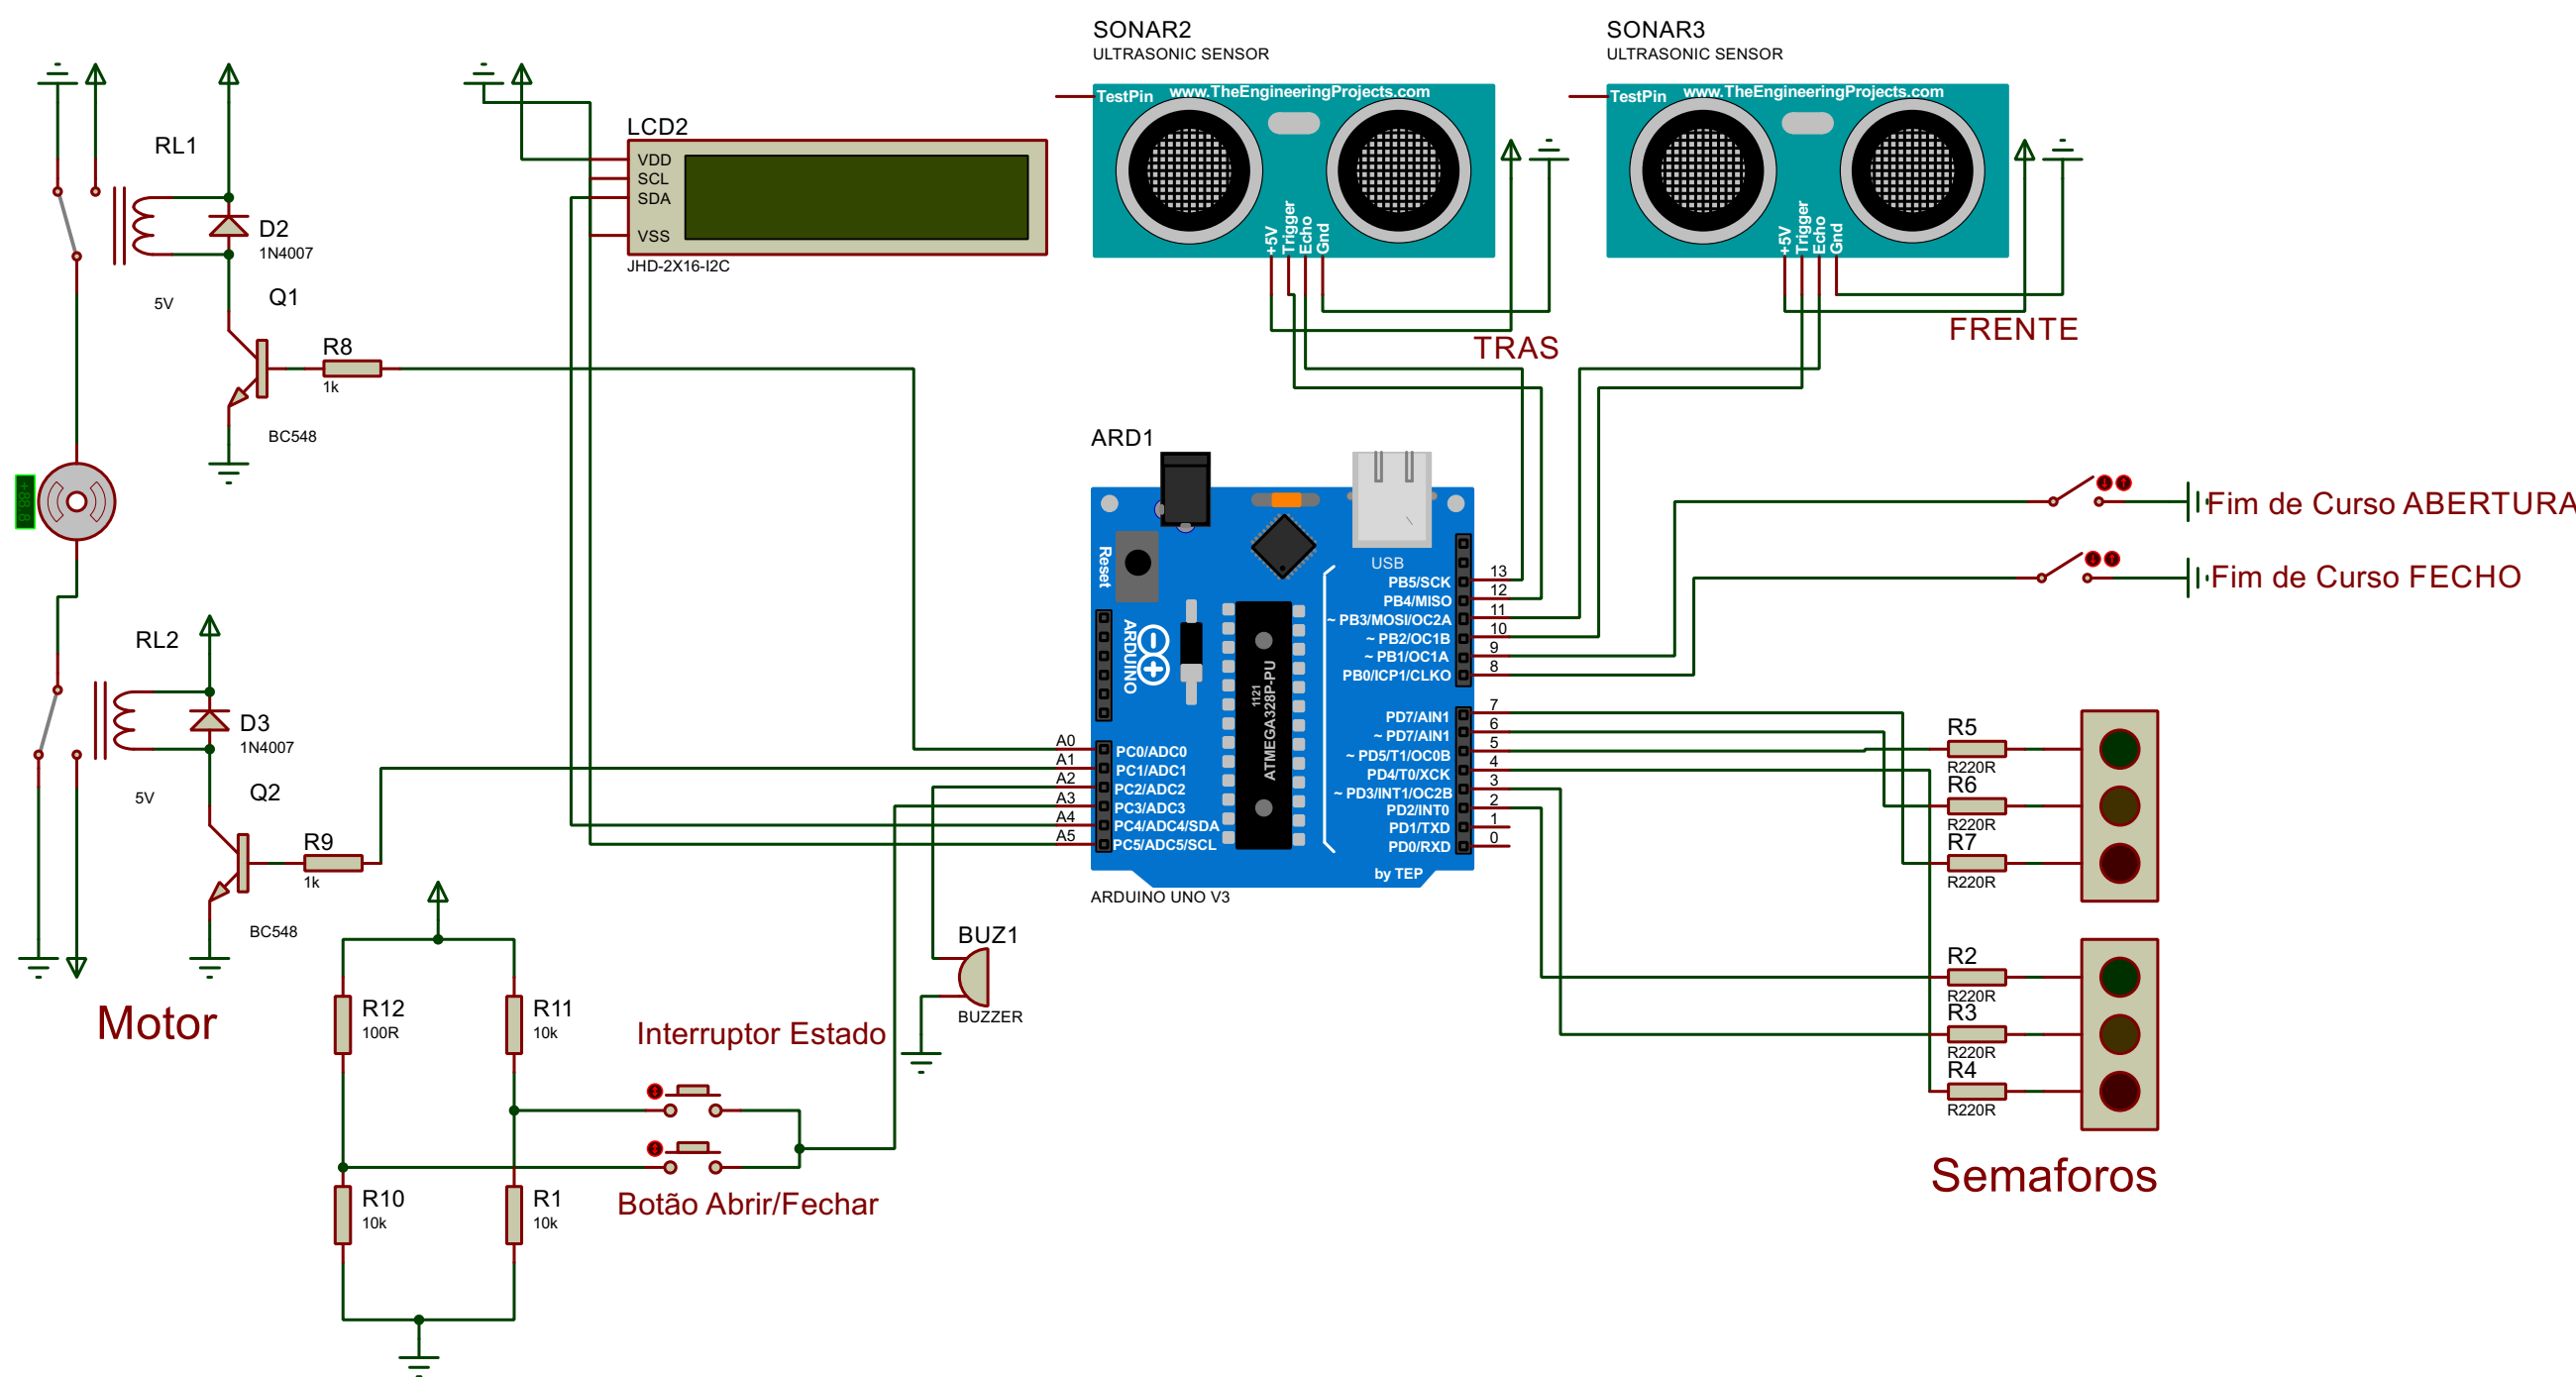 SONAR2
ULTRASONIC SENSOR
TestPin
www.TheEngineeringProjects.com
+5V
Trigger
Echo
Gnd
TRAS
SONAR3
ULTRASONIC SENSOR
TestPin
www.TheEngineeringProjects.com
+5V
Trigger
Echo
Gnd
FRENTE
RL1
5V
D2
1N4007
Q1
BC548
R8
1k
LCD2
VDD
SCL
SDA
VSS
JHD-2X16-I2C
+88.8
RL2
5V
D3
1N4007
Q2
BC548
R9
1k
Motor
ARD1
Reset
USB
ARDUINO
1121
ATMEGA328P-PU
PB5/SCK 13
PB4/MISO 12
~ PB3/MOSI/OC2A 11
~ PB2/OC1B 10
~ PB1/OC1A 9
PB0/ICP1/CLKO 8
PD7/AIN1 7
~ PD7/AIN1 6
~ PD5/T1/OC0B 5
PD4/T0/XCK 4
~ PD3/INT1/OC2B 3
PD2/INT0 2
PD1/TXD 1
PD0/RXD 0
A0 PC0/ADC0
A1 PC1/ADC1
A2 PC2/ADC2
A3 PC3/ADC3
A4 PC4/ADC4/SDA
A5 PC5/ADC5/SCL
by TEP
ARDUINO UNO V3
Fim de Curso ABERTURA
Fim de Curso FECHO
R5
R220R
R6
R220R
R7
R220R
R2
R220R
R3
R220R
R4
R220R
Semaforos
BUZ1
BUZZER
R12
100R
R11
10k
R10
10k
R1
10k
Interruptor Estado
Botão Abrir/Fechar